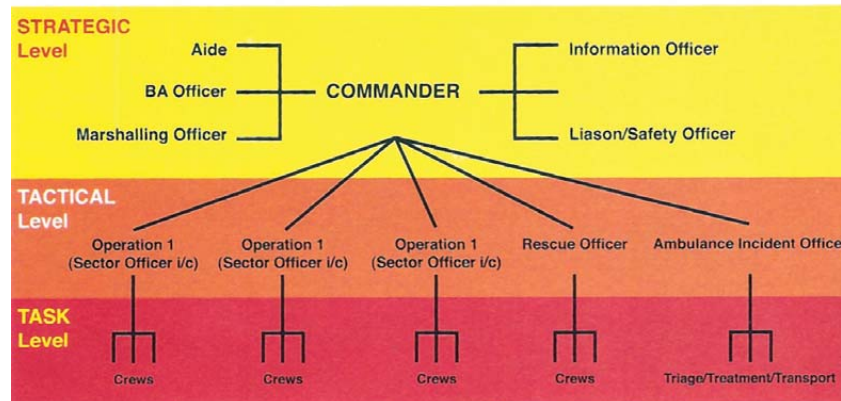 STRATEGIC
Level
Aide
Information Officer
BA Officer
COMMANDER
Marshalling Officer
Liason/Safety Officer
TACTICAL
Level
Operation 1
(Sector Officer i/c)
Operation 1
(Sector Officer i/c)
Operation 1
(Sector Officer i/c)
Rescue Officer
Ambulance Incident Office
TASK
Level
Crews
Crews
Crews
Crews
Triage/Treatment/Transport